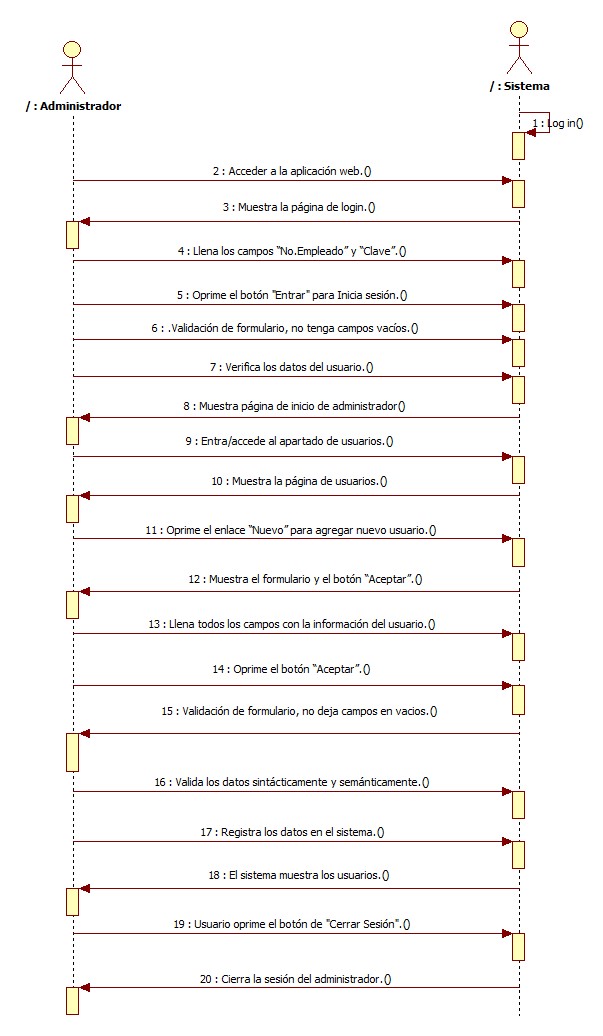 / : Sistema
/ : Administrador
1 : Log in()
2 : Acceder a la aplicación web.()
3 : Muestra la página de login.()
4 : Llena los campos “No.Empleado” y “Clave”.()
5 : Oprime el botón "Entrar" para Inicia sesión.()
6 : .Validación de formulario, no tenga campos vacíos.()
7 : Verifica los datos del usuario.()
8 : Muestra página de inicio de administrador()
9 : Entra/accede al apartado de usuarios.()
10 : Muestra la página de usuarios.()
11 : Oprime el enlace “Nuevo” para agregar nuevo usuario.()
12 : Muestra el formulario y el botón “Aceptar”.()
13 : Llena todos los campos con la información del usuario.()
14 : Oprime el botón “Aceptar”.()
15 : Validación de formulario, no deja campos en vacios.()
16 : Valida los datos sintácticamente y semánticamente.()
17 : Registra los datos en el sistema.()
18 : El sistema muestra los usuarios.()
19 : Usuario oprime el botón de "Cerrar Sesión".()
20 : Cierra la sesión del administrador.()